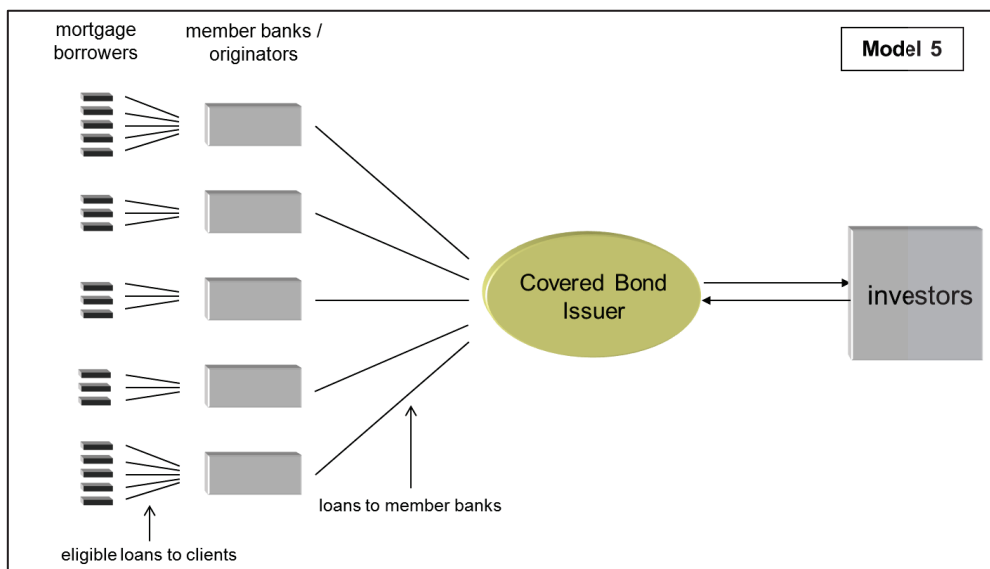 mortgage
borrowers
member banks /
originators
Model 5
Covered Bond
Issuer
investors
loans to member banks
eligible loans to clients